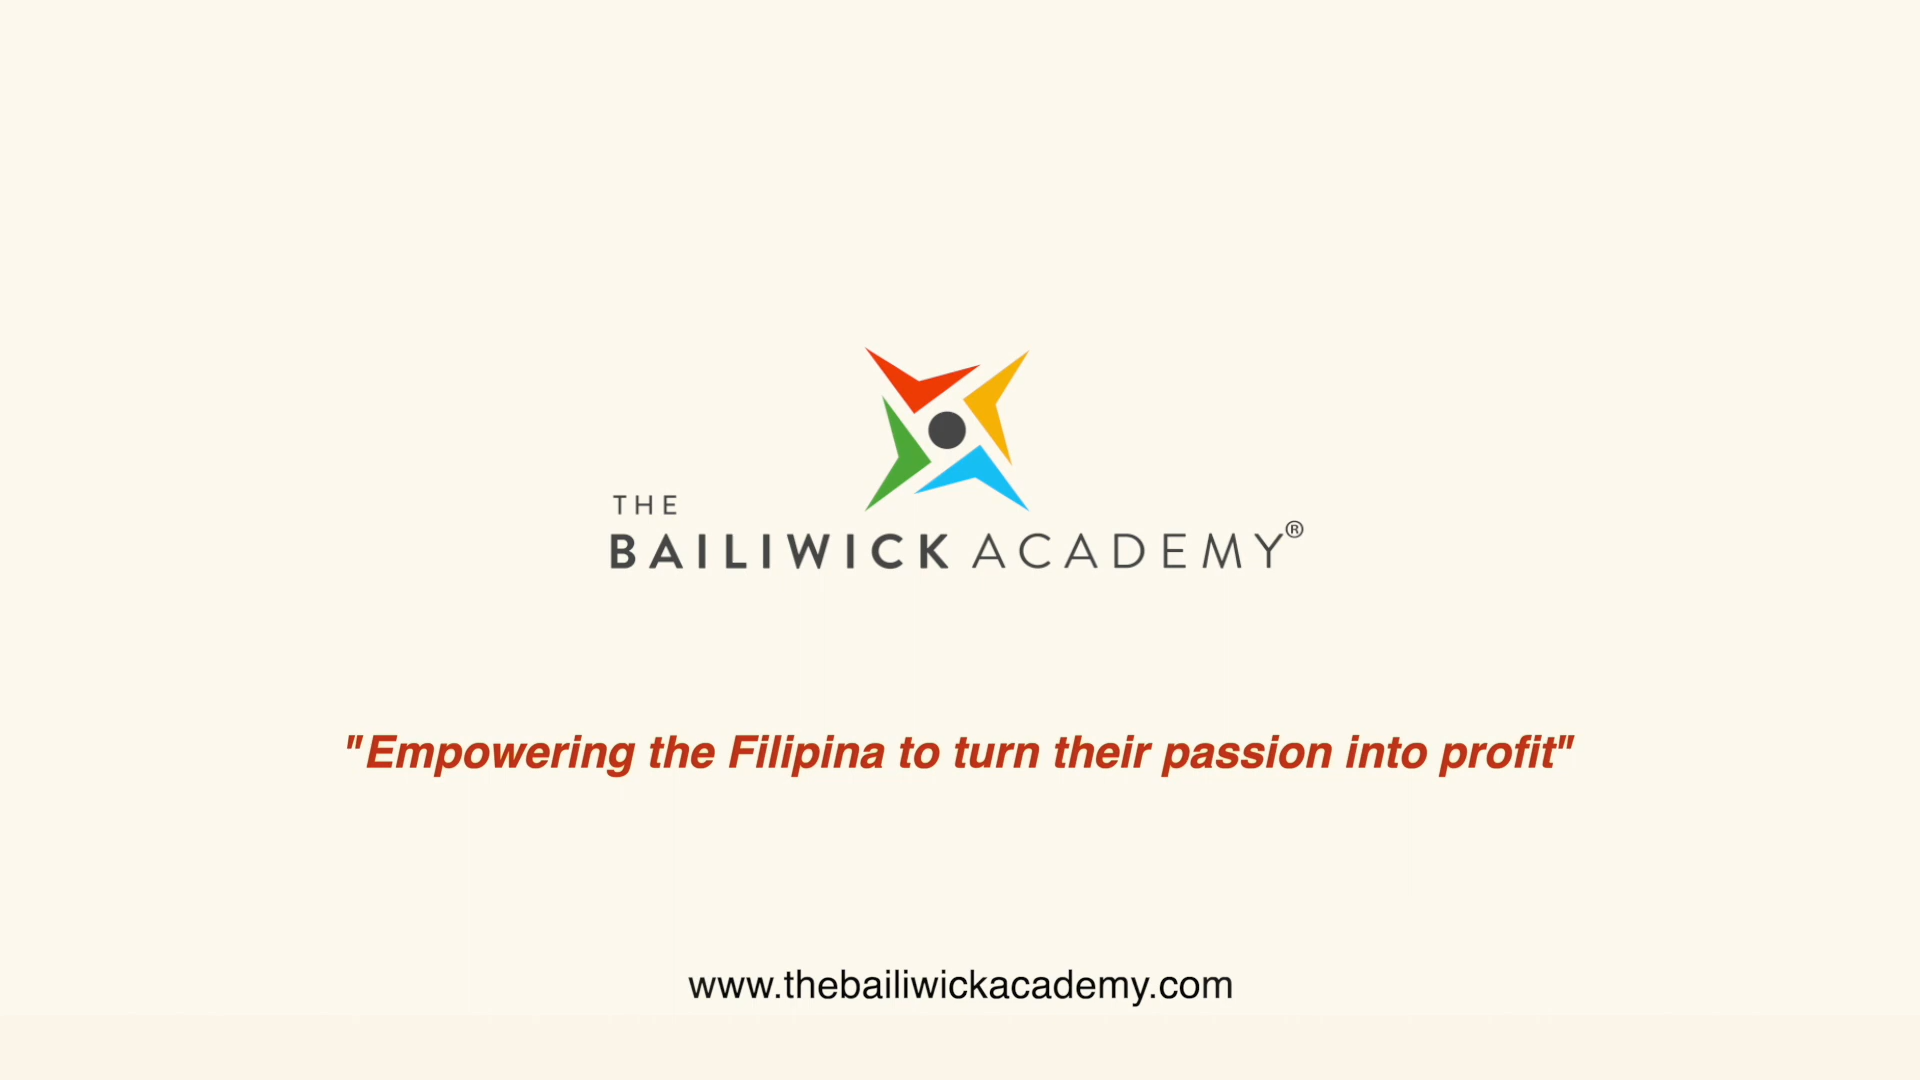 THE
BAILIWICK ACADEMY®
"Empowering the Filipina to turn their passion into profit"
www.thebailiwickacademy.com